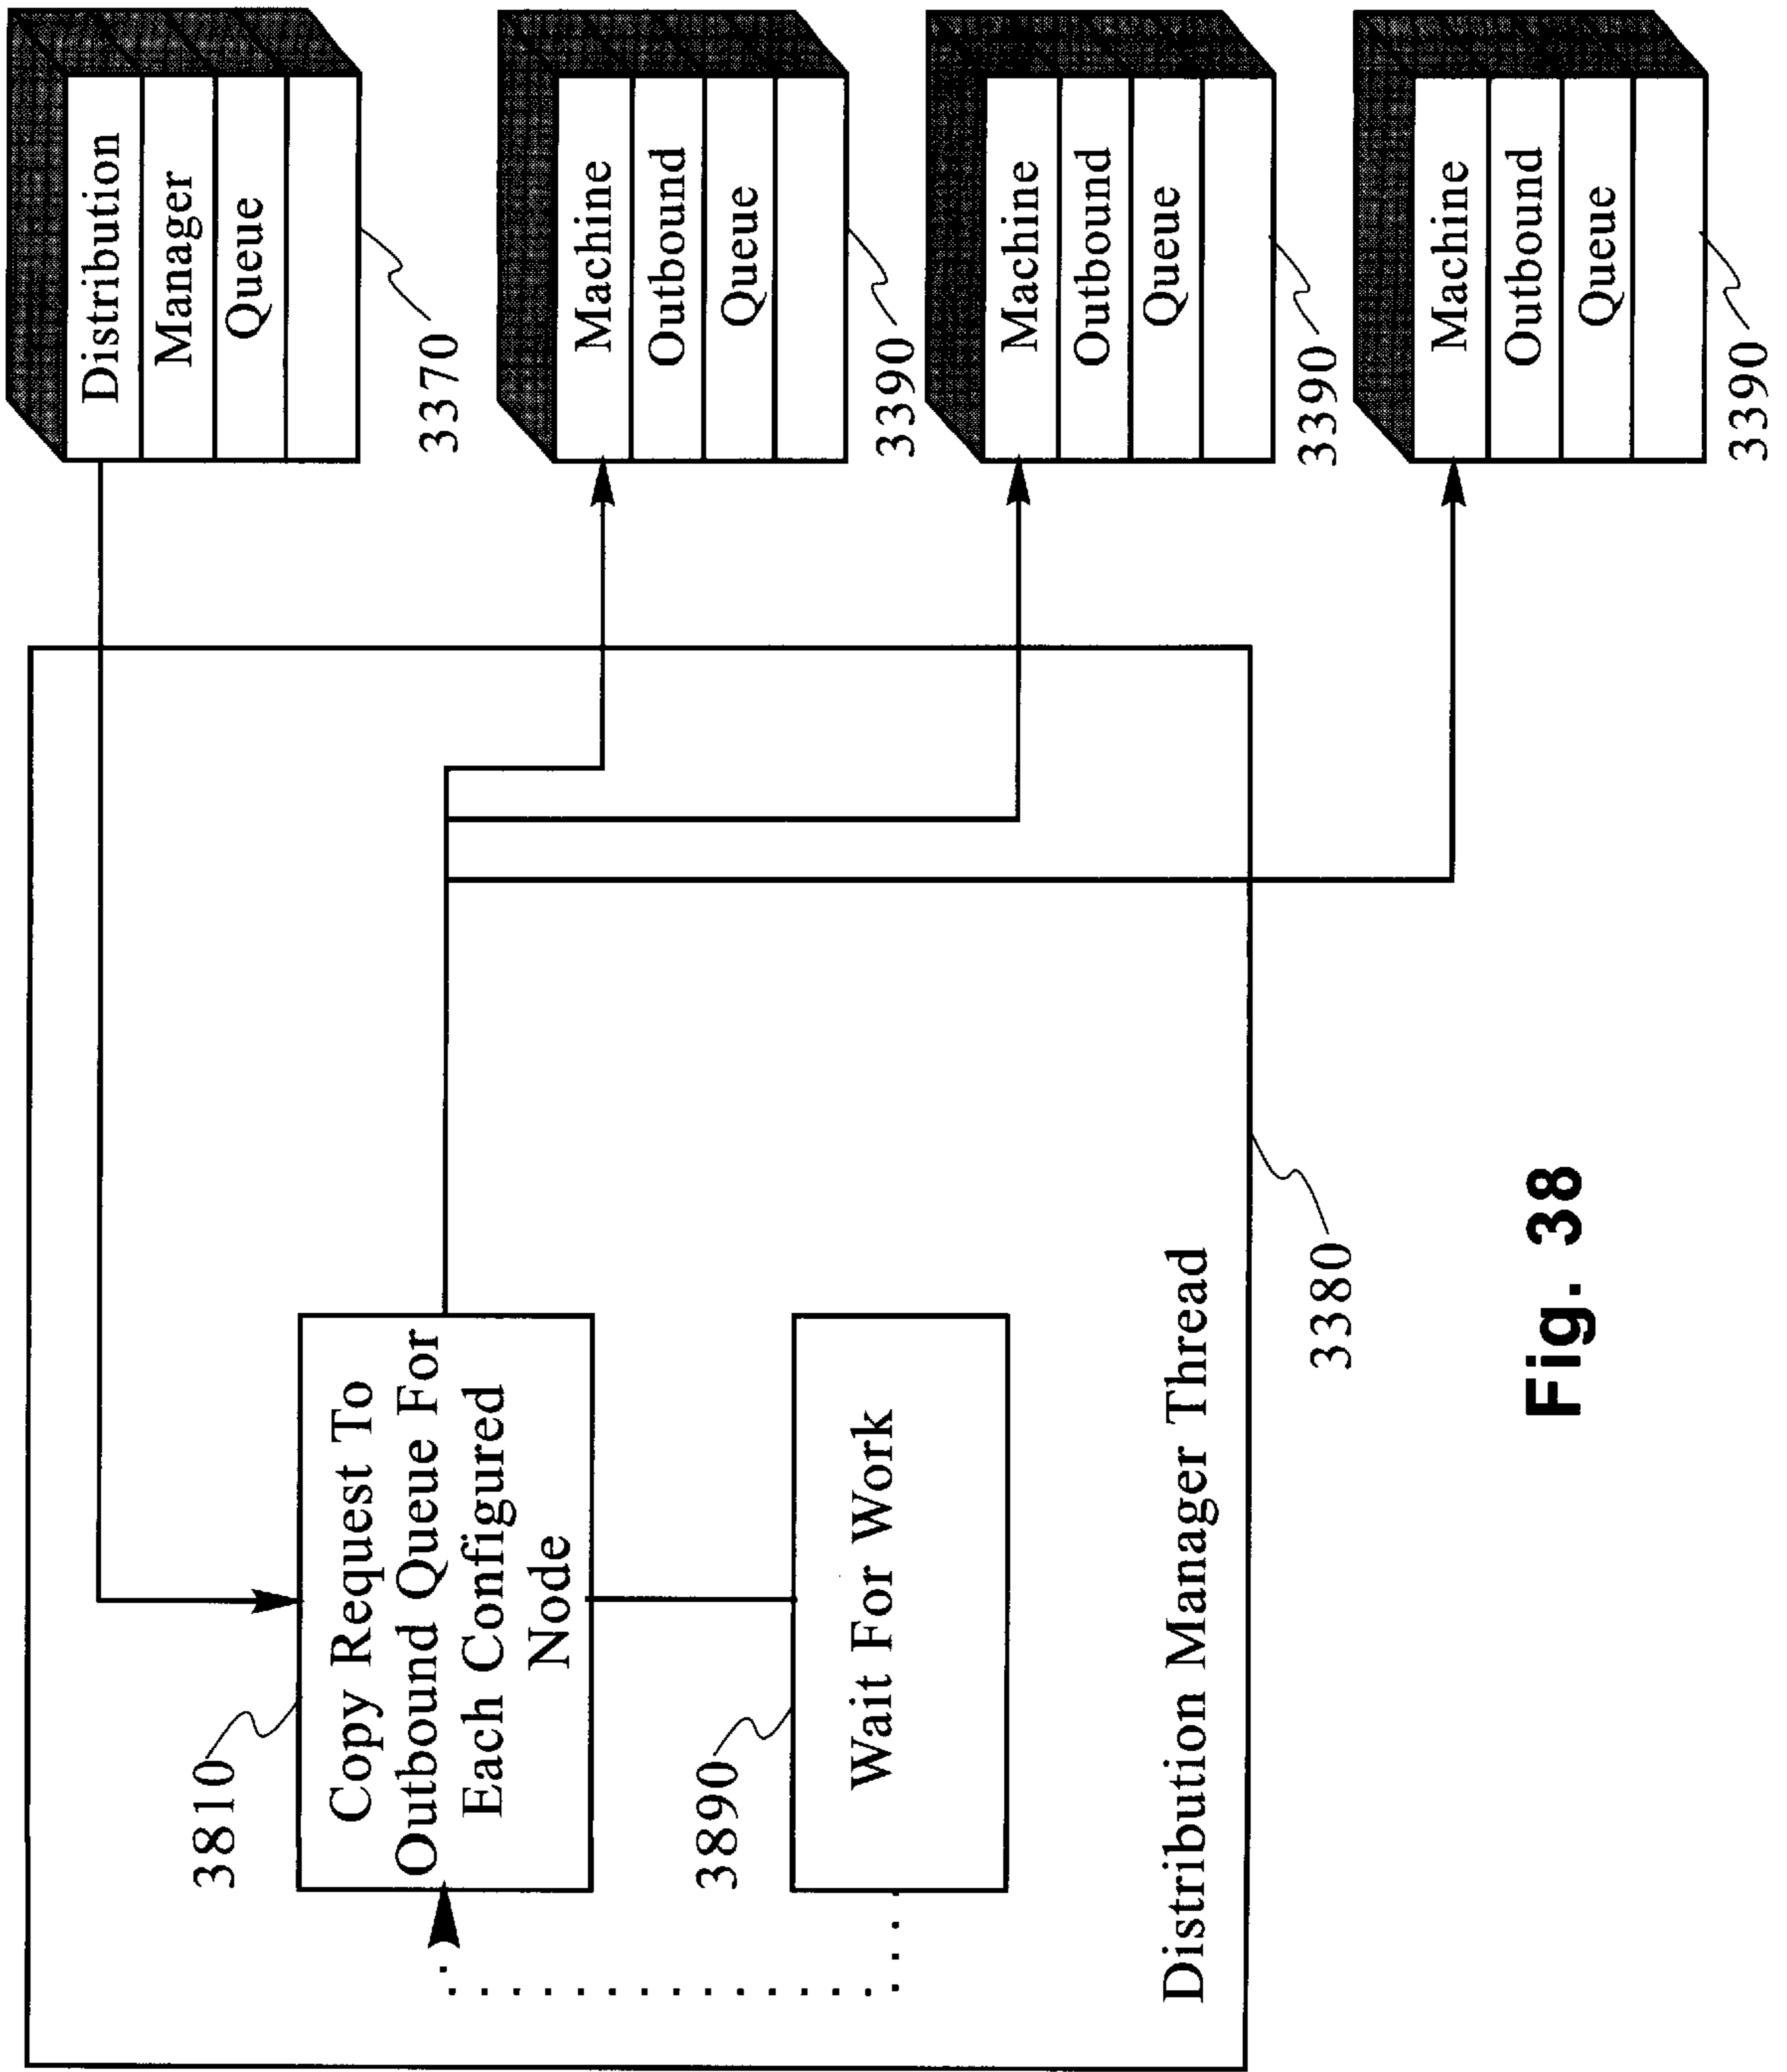 Distribution
Manager
Queue
3370
3810
Copy Request To
Outbound Queue For
Each Configured
Node
Machine
Outbound
Queue
3390
3890
Wait For Work
Machine
Outbound
Queue
3390
Distribution Manager Thread
3380
Machine
Outbound
Queue
3390
Fig. 38